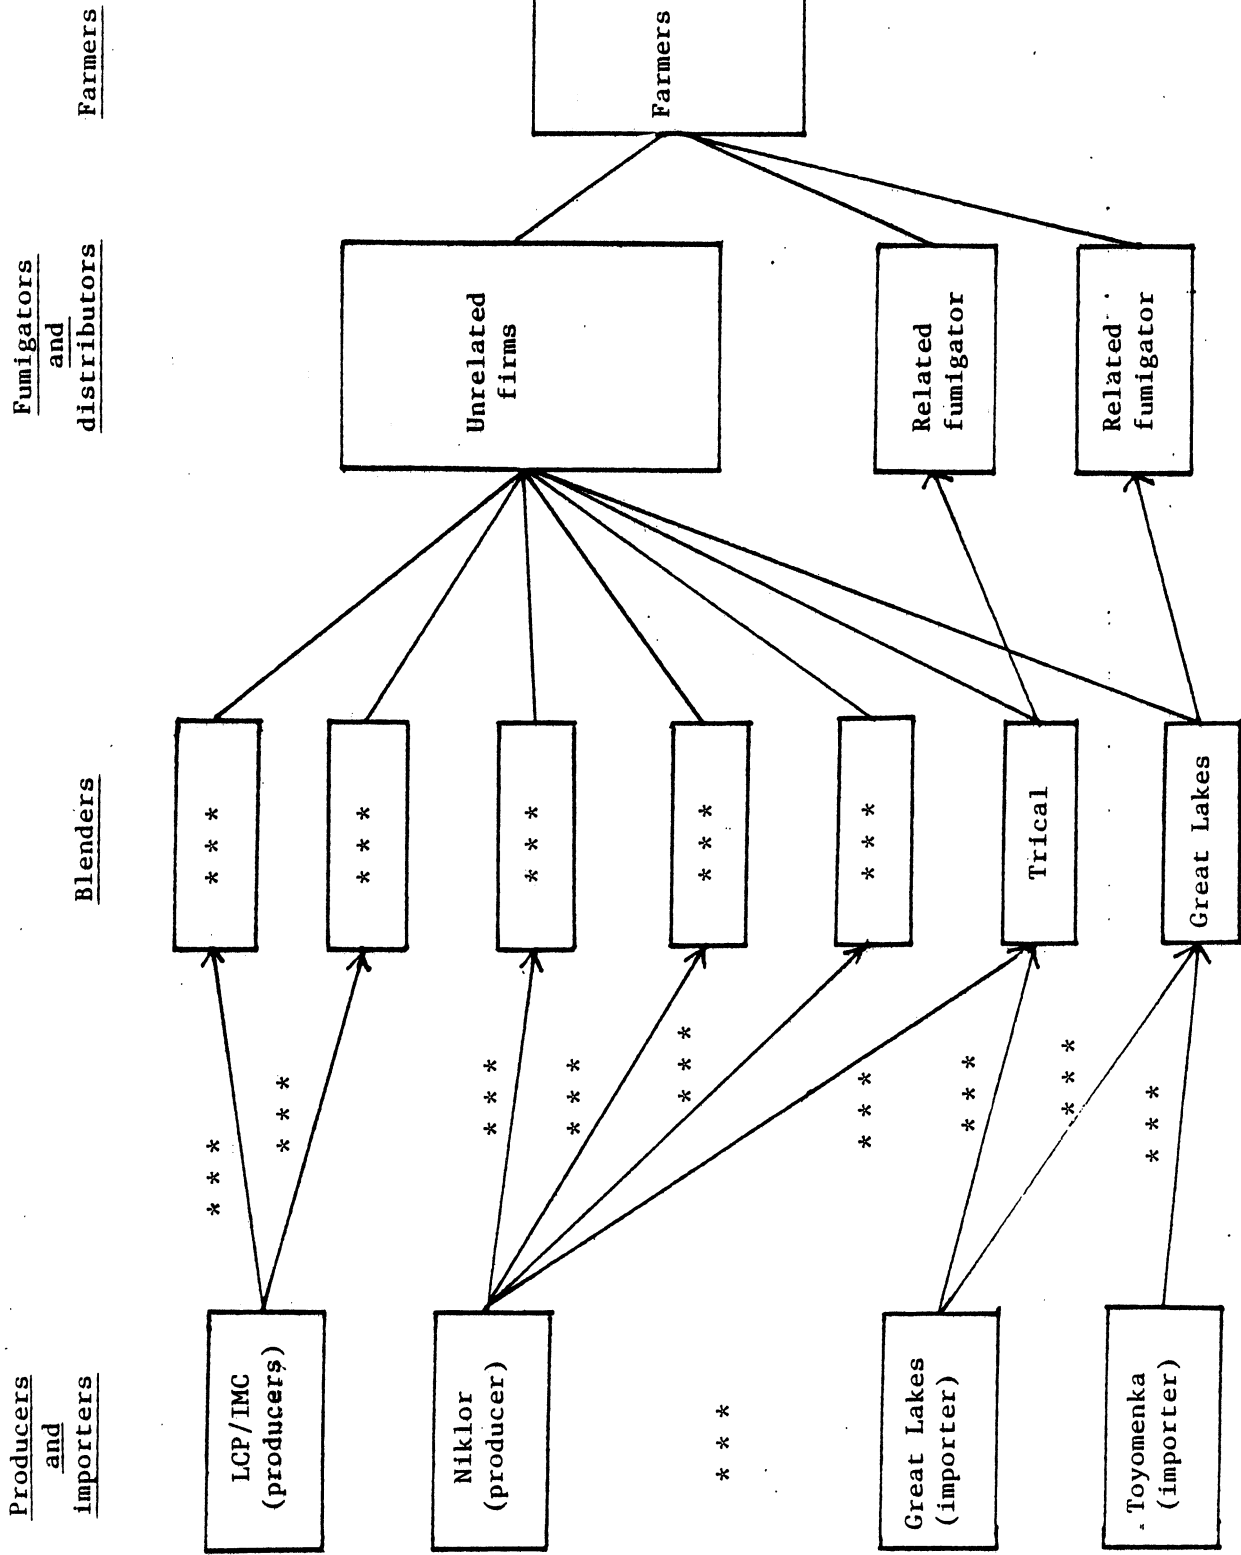 Producers
and
importers
Blenders
Fumigators
and
distributors
Farmers
LCP/IMC
(producers)
Niklor
(producer)
* * *
Great Lakes
(importer)
Toyomenka
(importer)
* * *
* * *
* * *
* * *
* * *
* * *
* * *
* * *
* * *
* * *
* * *
* * *
* * *
* * *
Trical
Great Lakes
Unrelated
firms
Related
fumigator
Related
fumigator
Farmers